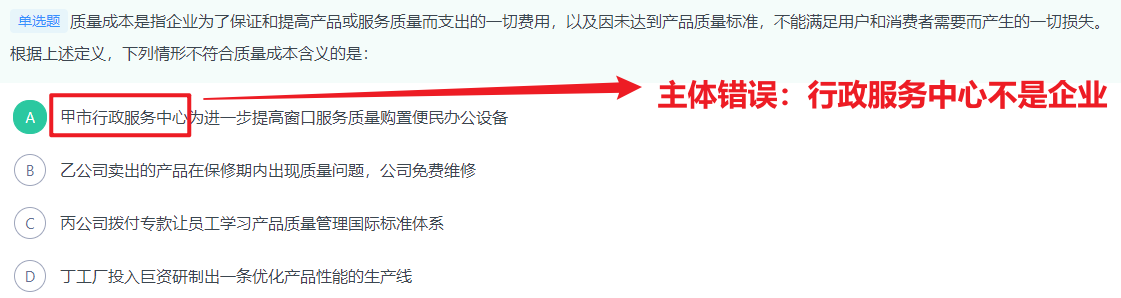 单选题 质量成本是指企业为了保证和提高产品或服务质量而支出的一切费用，以及因未达到产品质量标准，不能满足用户和消费者需要而产生的一切损失。
根据上述定义，下列情形不符合质量成本含义的是：
主体错误：行政服务中心不是企业
A 甲市行政服务中心为进一步提高窗口服务质量购置便民办公设备
B 乙公司卖出的产品在保修期内出现质量问题，公司免费维修
C 丙公司拨付专款让员工学习产品质量管理国际标准体系
D 丁工厂投入巨资研制出一条优化产品性能的生产线